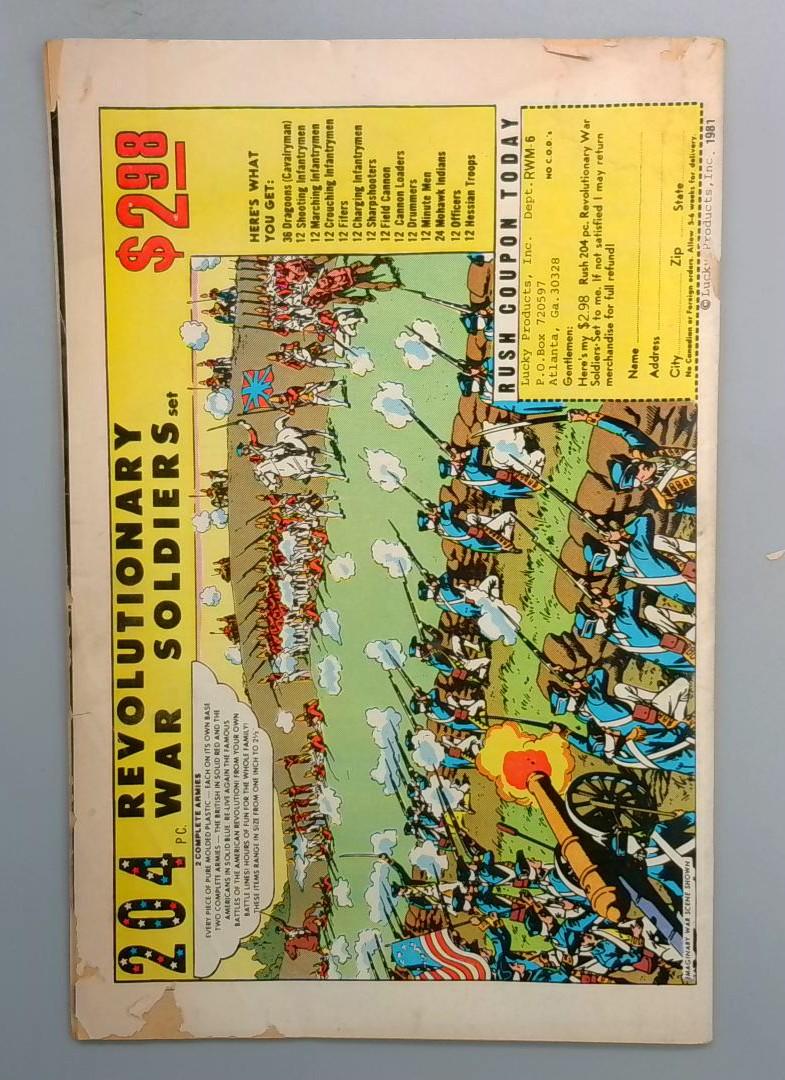 204 PC. REVOLUTIONARY
WAR SOLDIERS set
$2.98
2 COMPLETE ARMIES
EVERY PIECE OF PURE MOLDED PLASTIC — EACH ON ITS OWN BASE
TWO COMPLETE ARMIES — THE BRITISH IN SOLID RED AND THE
AMERICANS IN SOLID BLUE. RE-LIVE AGAIN THE FAMOUS
BATTLES OF THE AMERICAN REVOLUTION! FROM YOUR OWN
BATTLE LINES! HOURS OF FUN FOR THE WHOLE FAMILY!
THESE ITEMS RANGE IN SIZE FROM ONE INCH TO 2½"
HERE'S WHAT
YOU GET:
36 Dragoons (Cavalryman)
12 Shooting Infantrymen
12 Marching Infantrymen
12 Crouching Infantrymen
12 Fifers
12 Charging Infantrymen
12 Sharpshooters
12 Field Cannon
12 Cannon Loaders
12 Drummers
12 Minute Men
24 Mohawk Indians
12 Officers
12 Hessian Troops
RUSH COUPON TODAY
Lucky Products, Inc. Dept.RWM-6
P.O.Box 720597
Atlanta, Ga.30328 NO C.O.D.'s
Gentlemen:
Here's my $2.98 Rush 204 pc. Revolutionary War
Soldiers Set to me. If not satisfied I may return
merchandise for full refund!
Name
Address
City Zip State
No Canadian or Foreign orders. Allow 5-6 weeks for delivery.
© Lucky Products, Inc. 1981
IMAGINARY WAR SCENE SHOWN